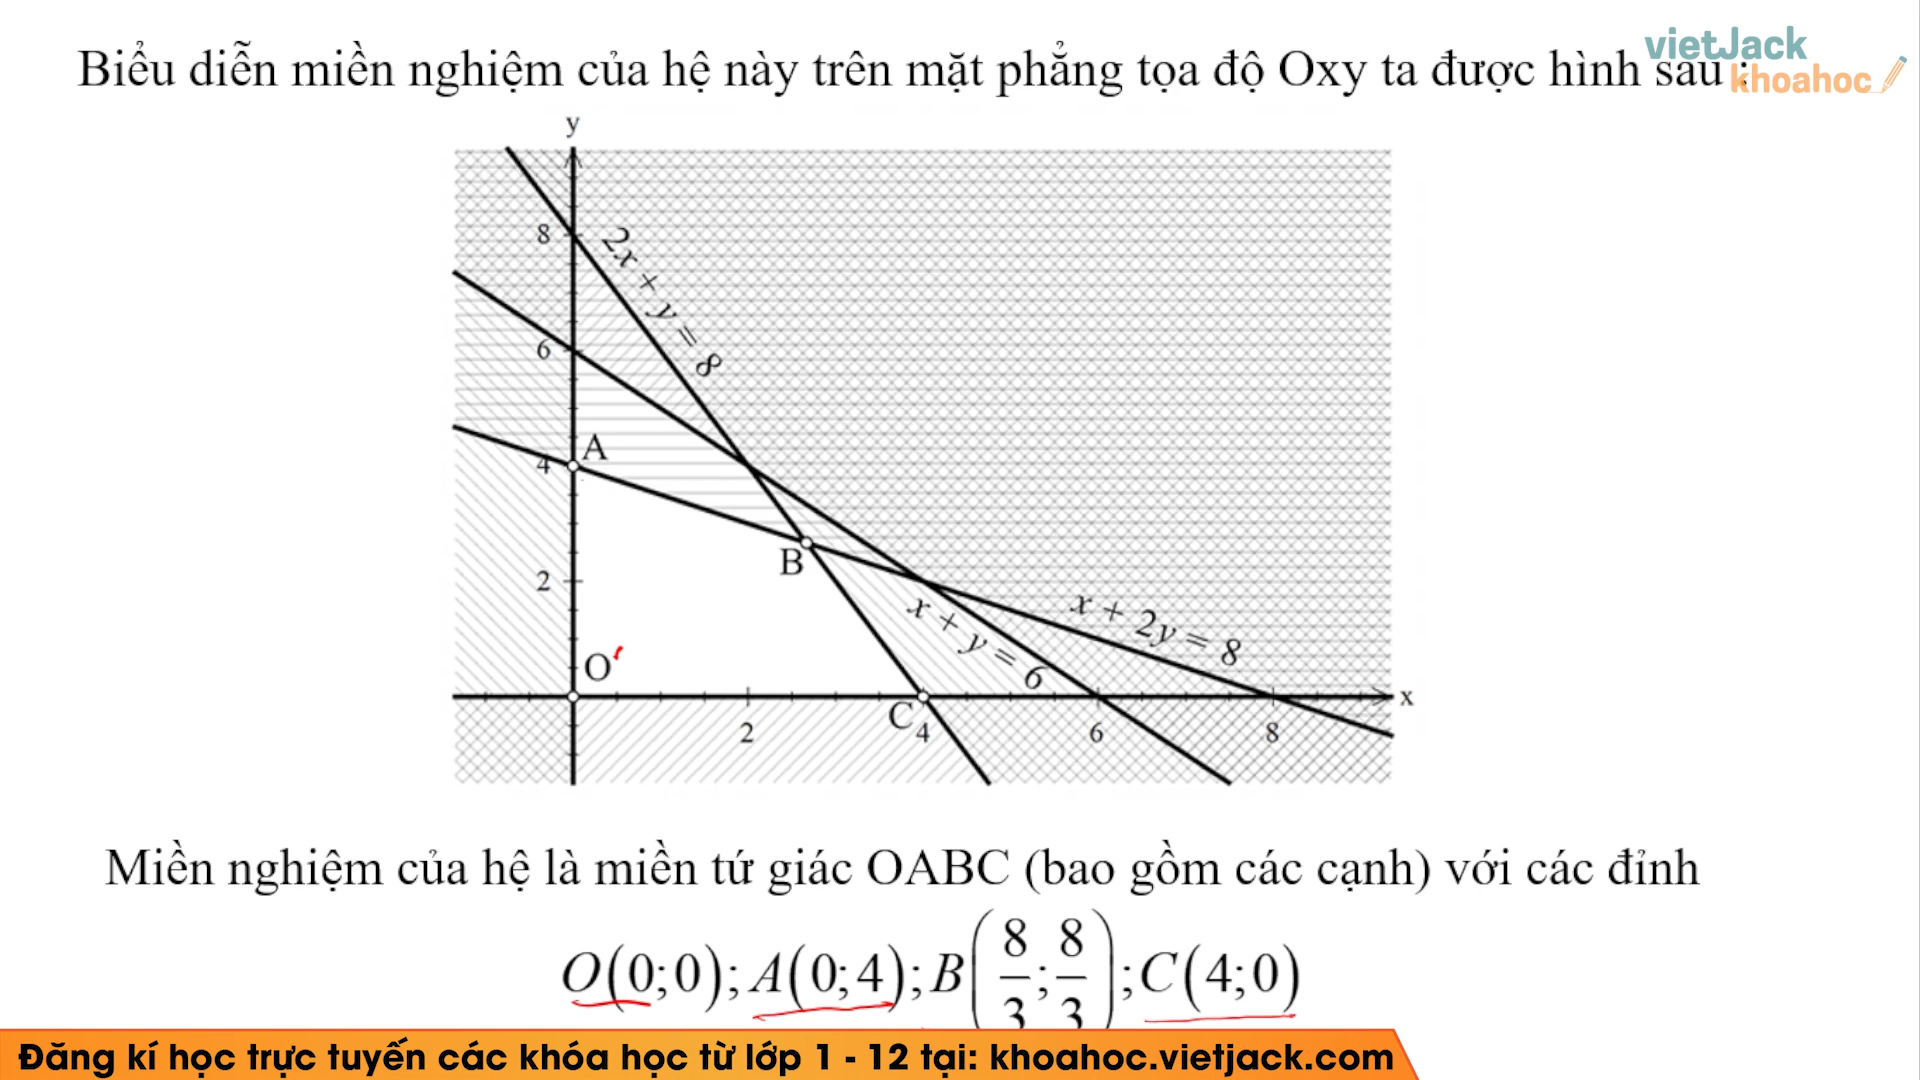 Biểu diễn miền nghiệm của hệ này trên mặt phẳng tọa độ Oxy ta được hình sau :
vietJack
khoahoc
y
8
2x + y = 8
6
A
4
B
2
x + y = 6
x + 2y = 8
O
x
C
2
4
6
8
Miền nghiệm của hệ là miền tứ giác OABC (bao gồm các cạnh) với các đỉnh
O(0;0); A(0;4); B(8/3;8/3); C(4;0)
Đăng kí học trực tuyến các khóa học từ lớp 1 - 12 tại: khoahoc.vietjack.com